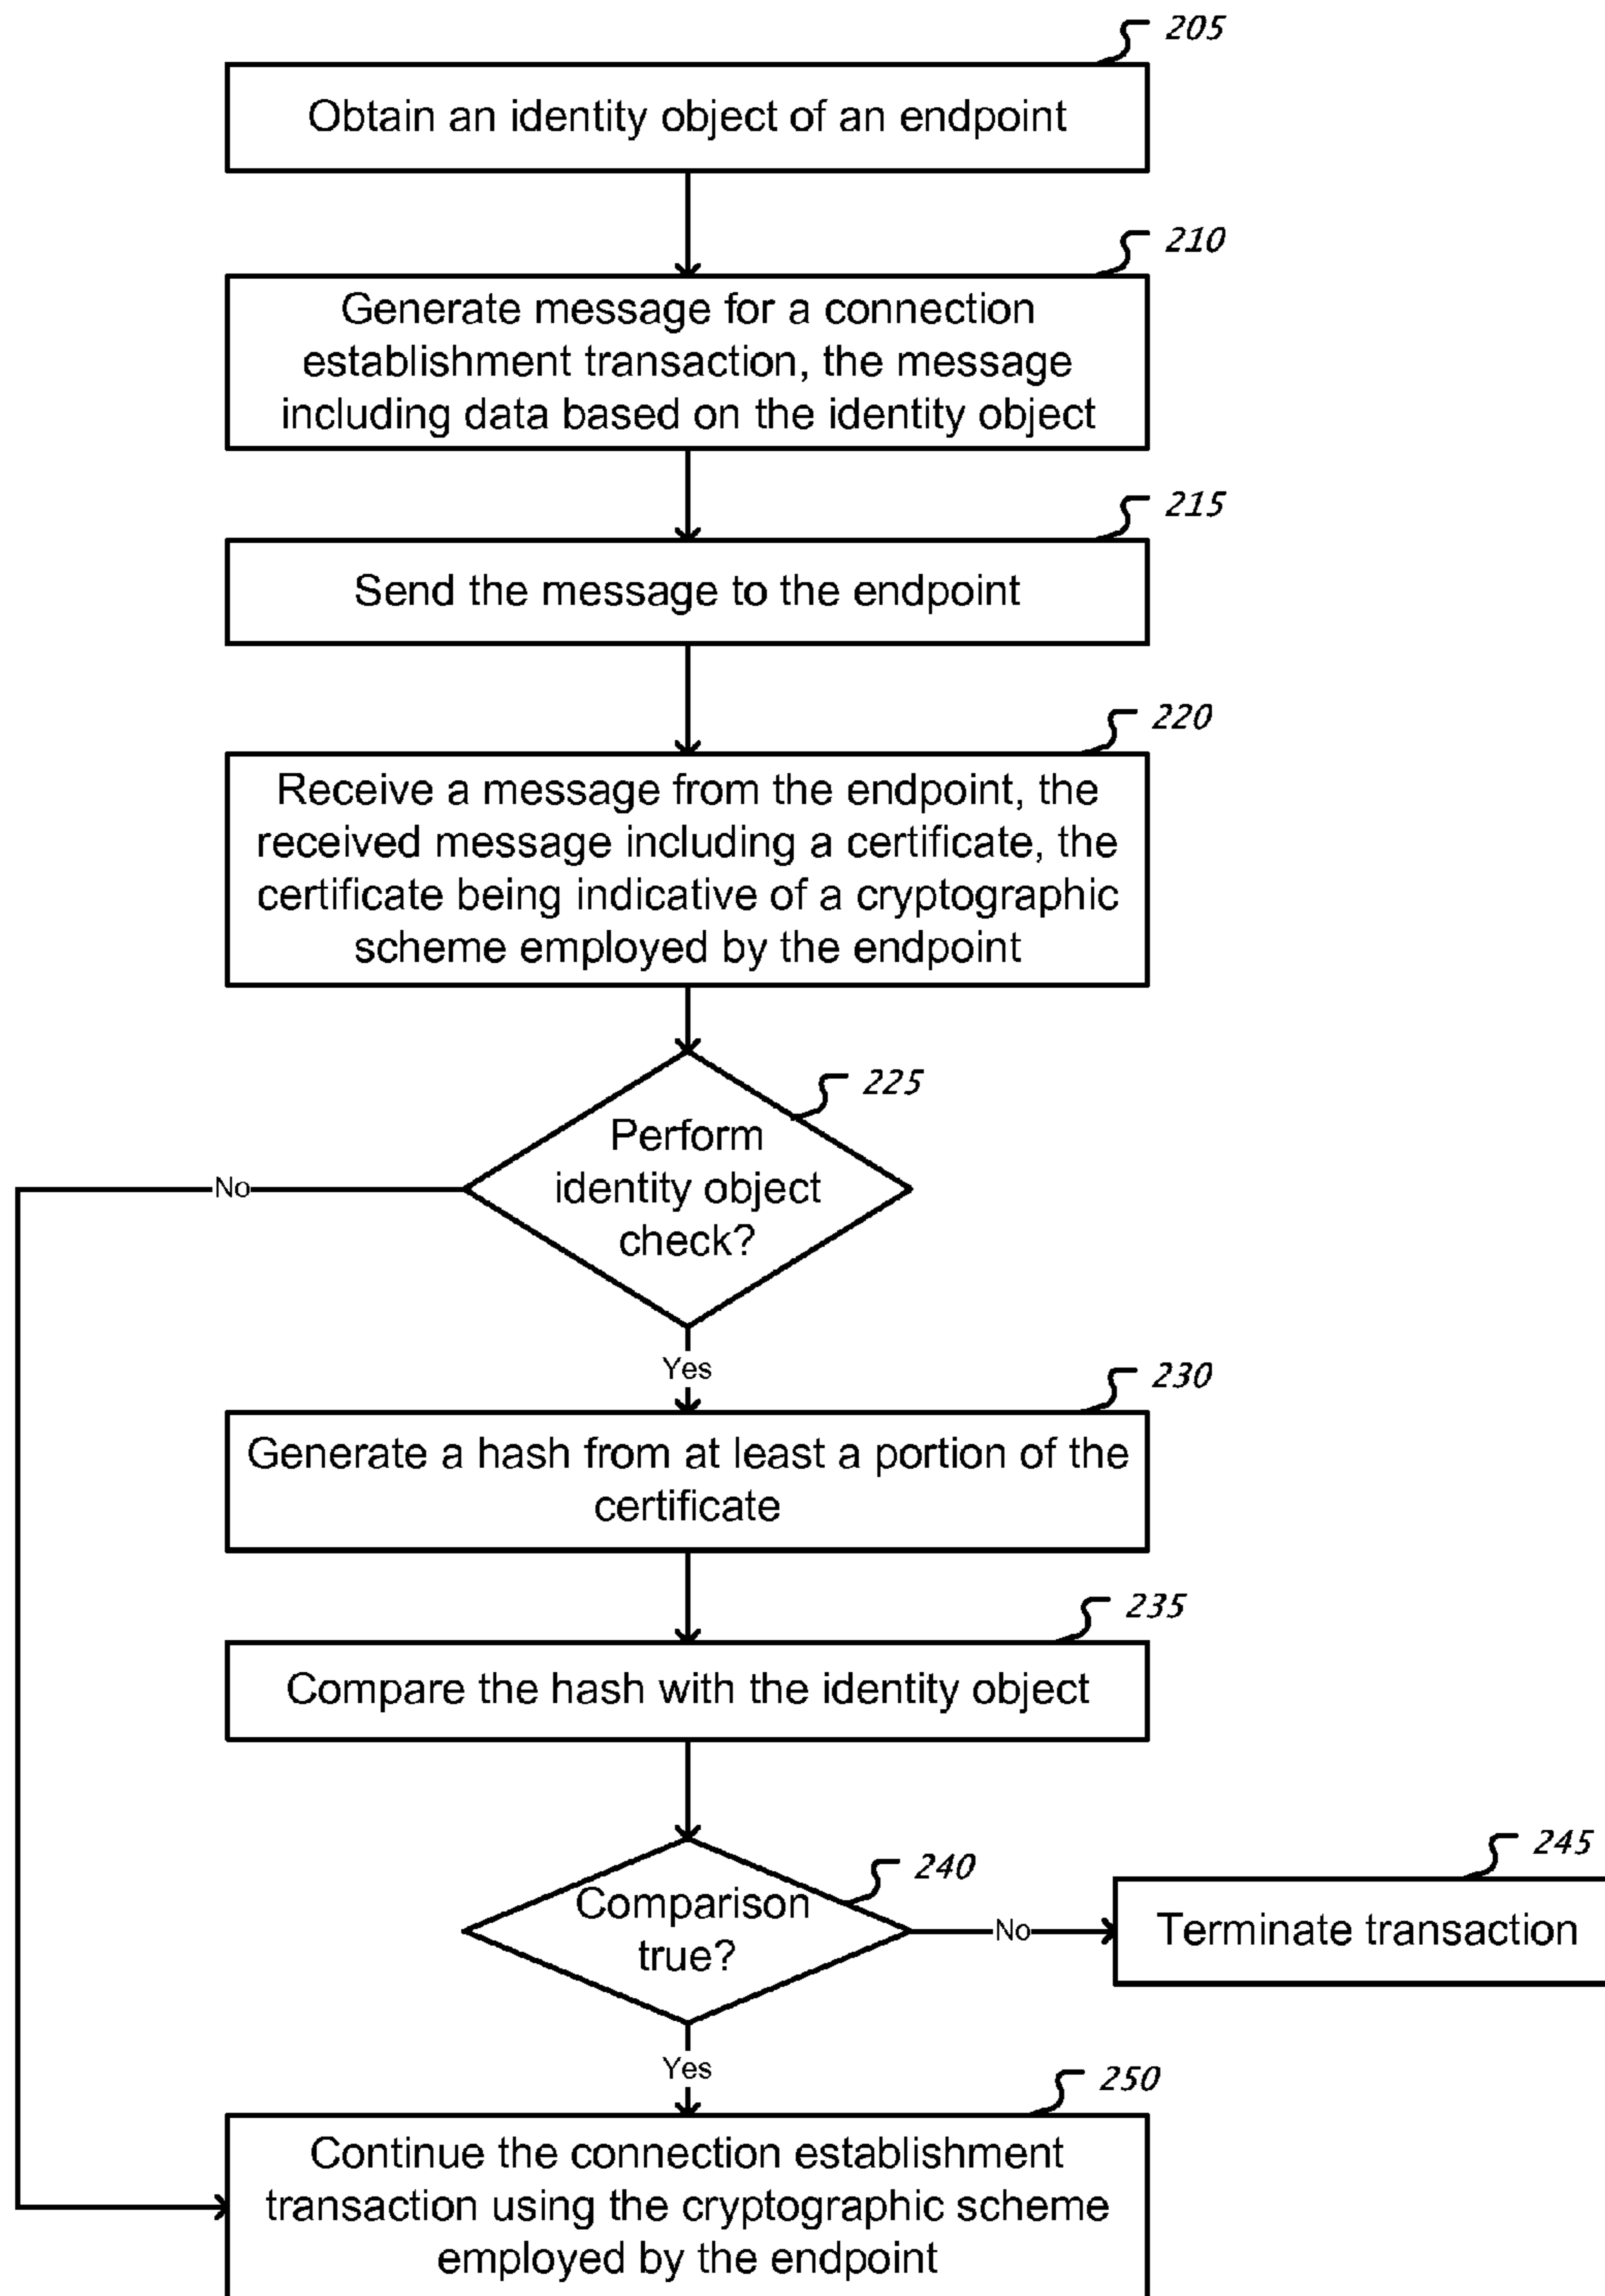 205
Obtain an identity object of an endpoint
210
Generate message for a connection
establishment transaction, the message
including data based on the identity object
215
Send the message to the endpoint
220
Receive a message from the endpoint, the
received message including a certificate, the
certificate being indicative of a cryptographic
scheme employed by the endpoint
225
Perform
identity object
check?
No
Yes
230
Generate a hash from at least a portion of the
certificate
235
Compare the hash with the identity object
240
Comparison
true?
No
245
Terminate transaction
Yes
250
Continue the connection establishment
transaction using the cryptographic scheme
employed by the endpoint